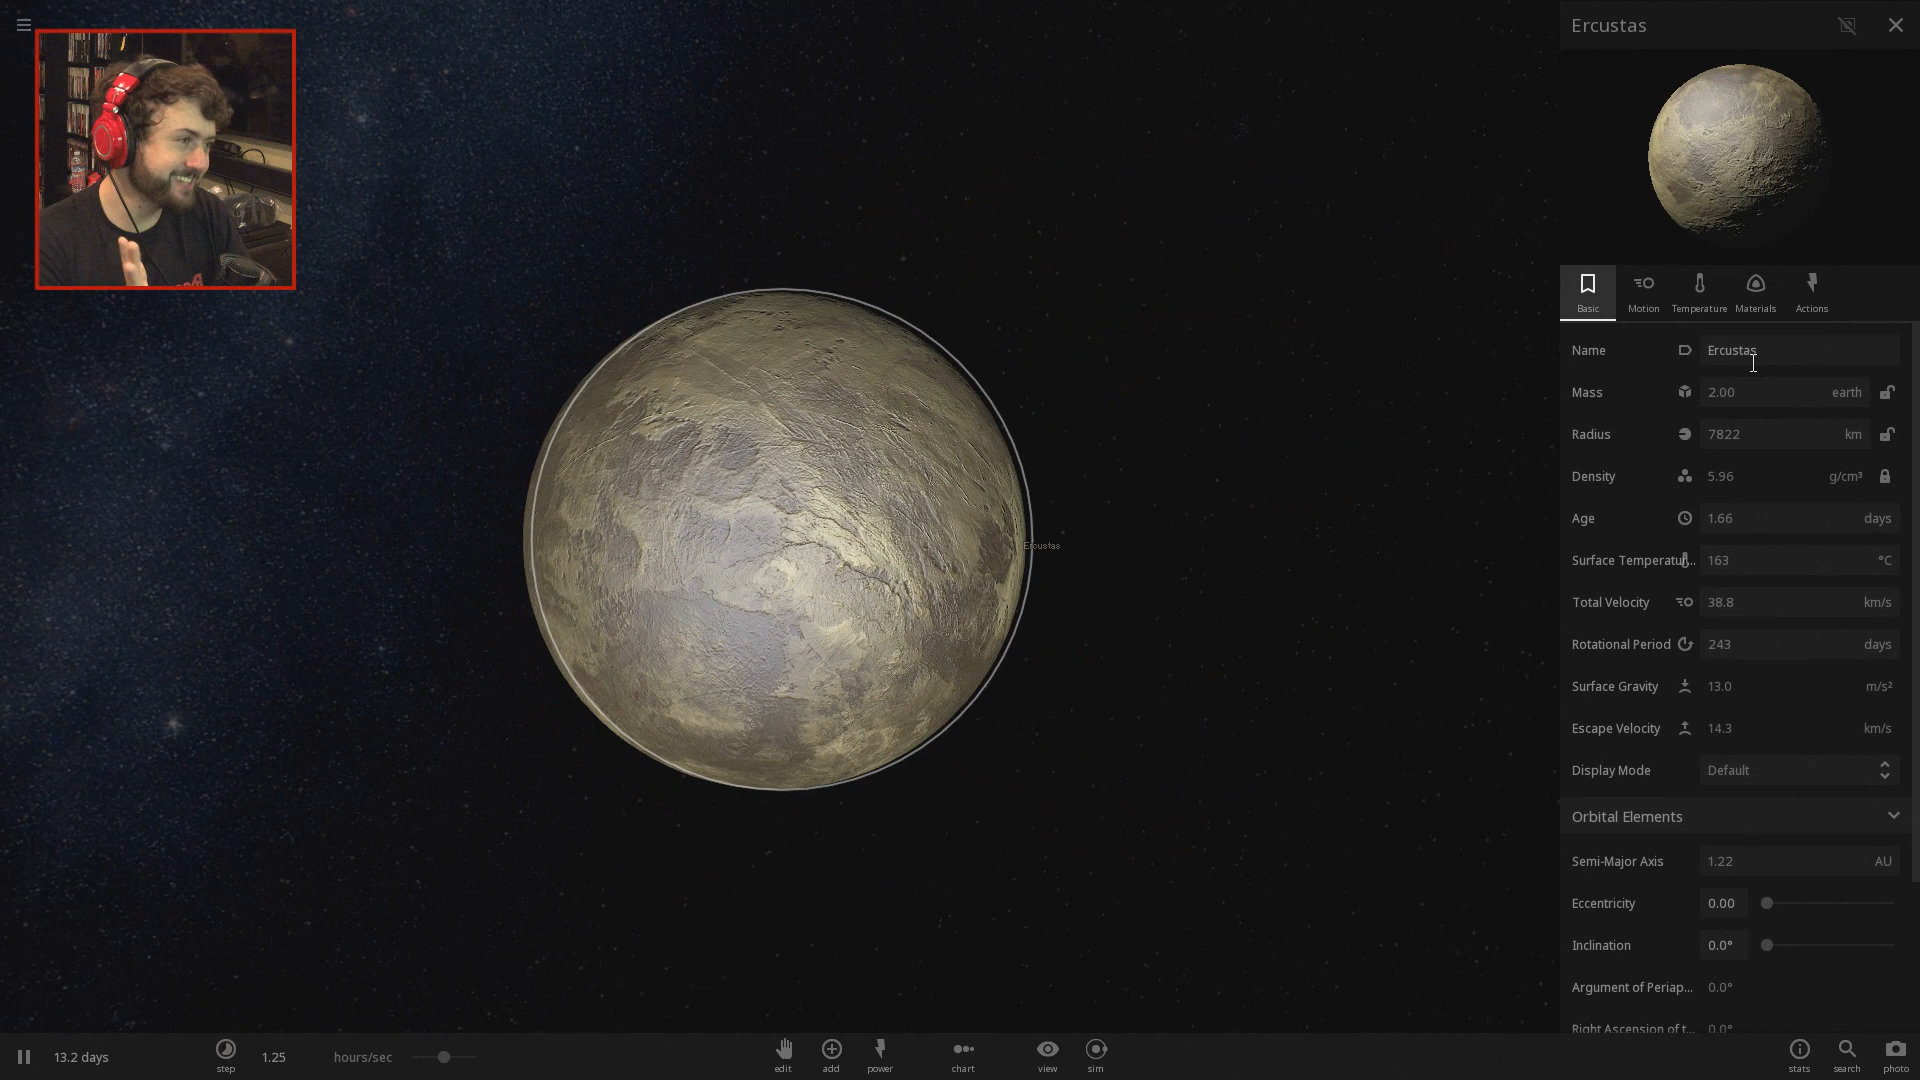 Ercustas
Basic
Motion
Temperature
Materials
Actions
Name Ercustas
Mass 2.00 earth
Radius 7822 km
Density 5.96 g/cm³
Age 1.66 days
Surface Temperatur... 163 °C
Total Velocity 38.8 km/s
Rotational Period 243 days
Surface Gravity 13.0 m/s²
Escape Velocity 14.3 km/s
Display Mode Default
Orbital Elements
Semi-Major Axis 1.22 AU
Eccentricity 0.00
Inclination 0.0°
Argument of Periap... 0.0°
Right Ascension of t... 0.0°
Ercustas
13.2 days
step
1.25 hours/sec
edit
add
power
chart
view
sim
stats
search
photo